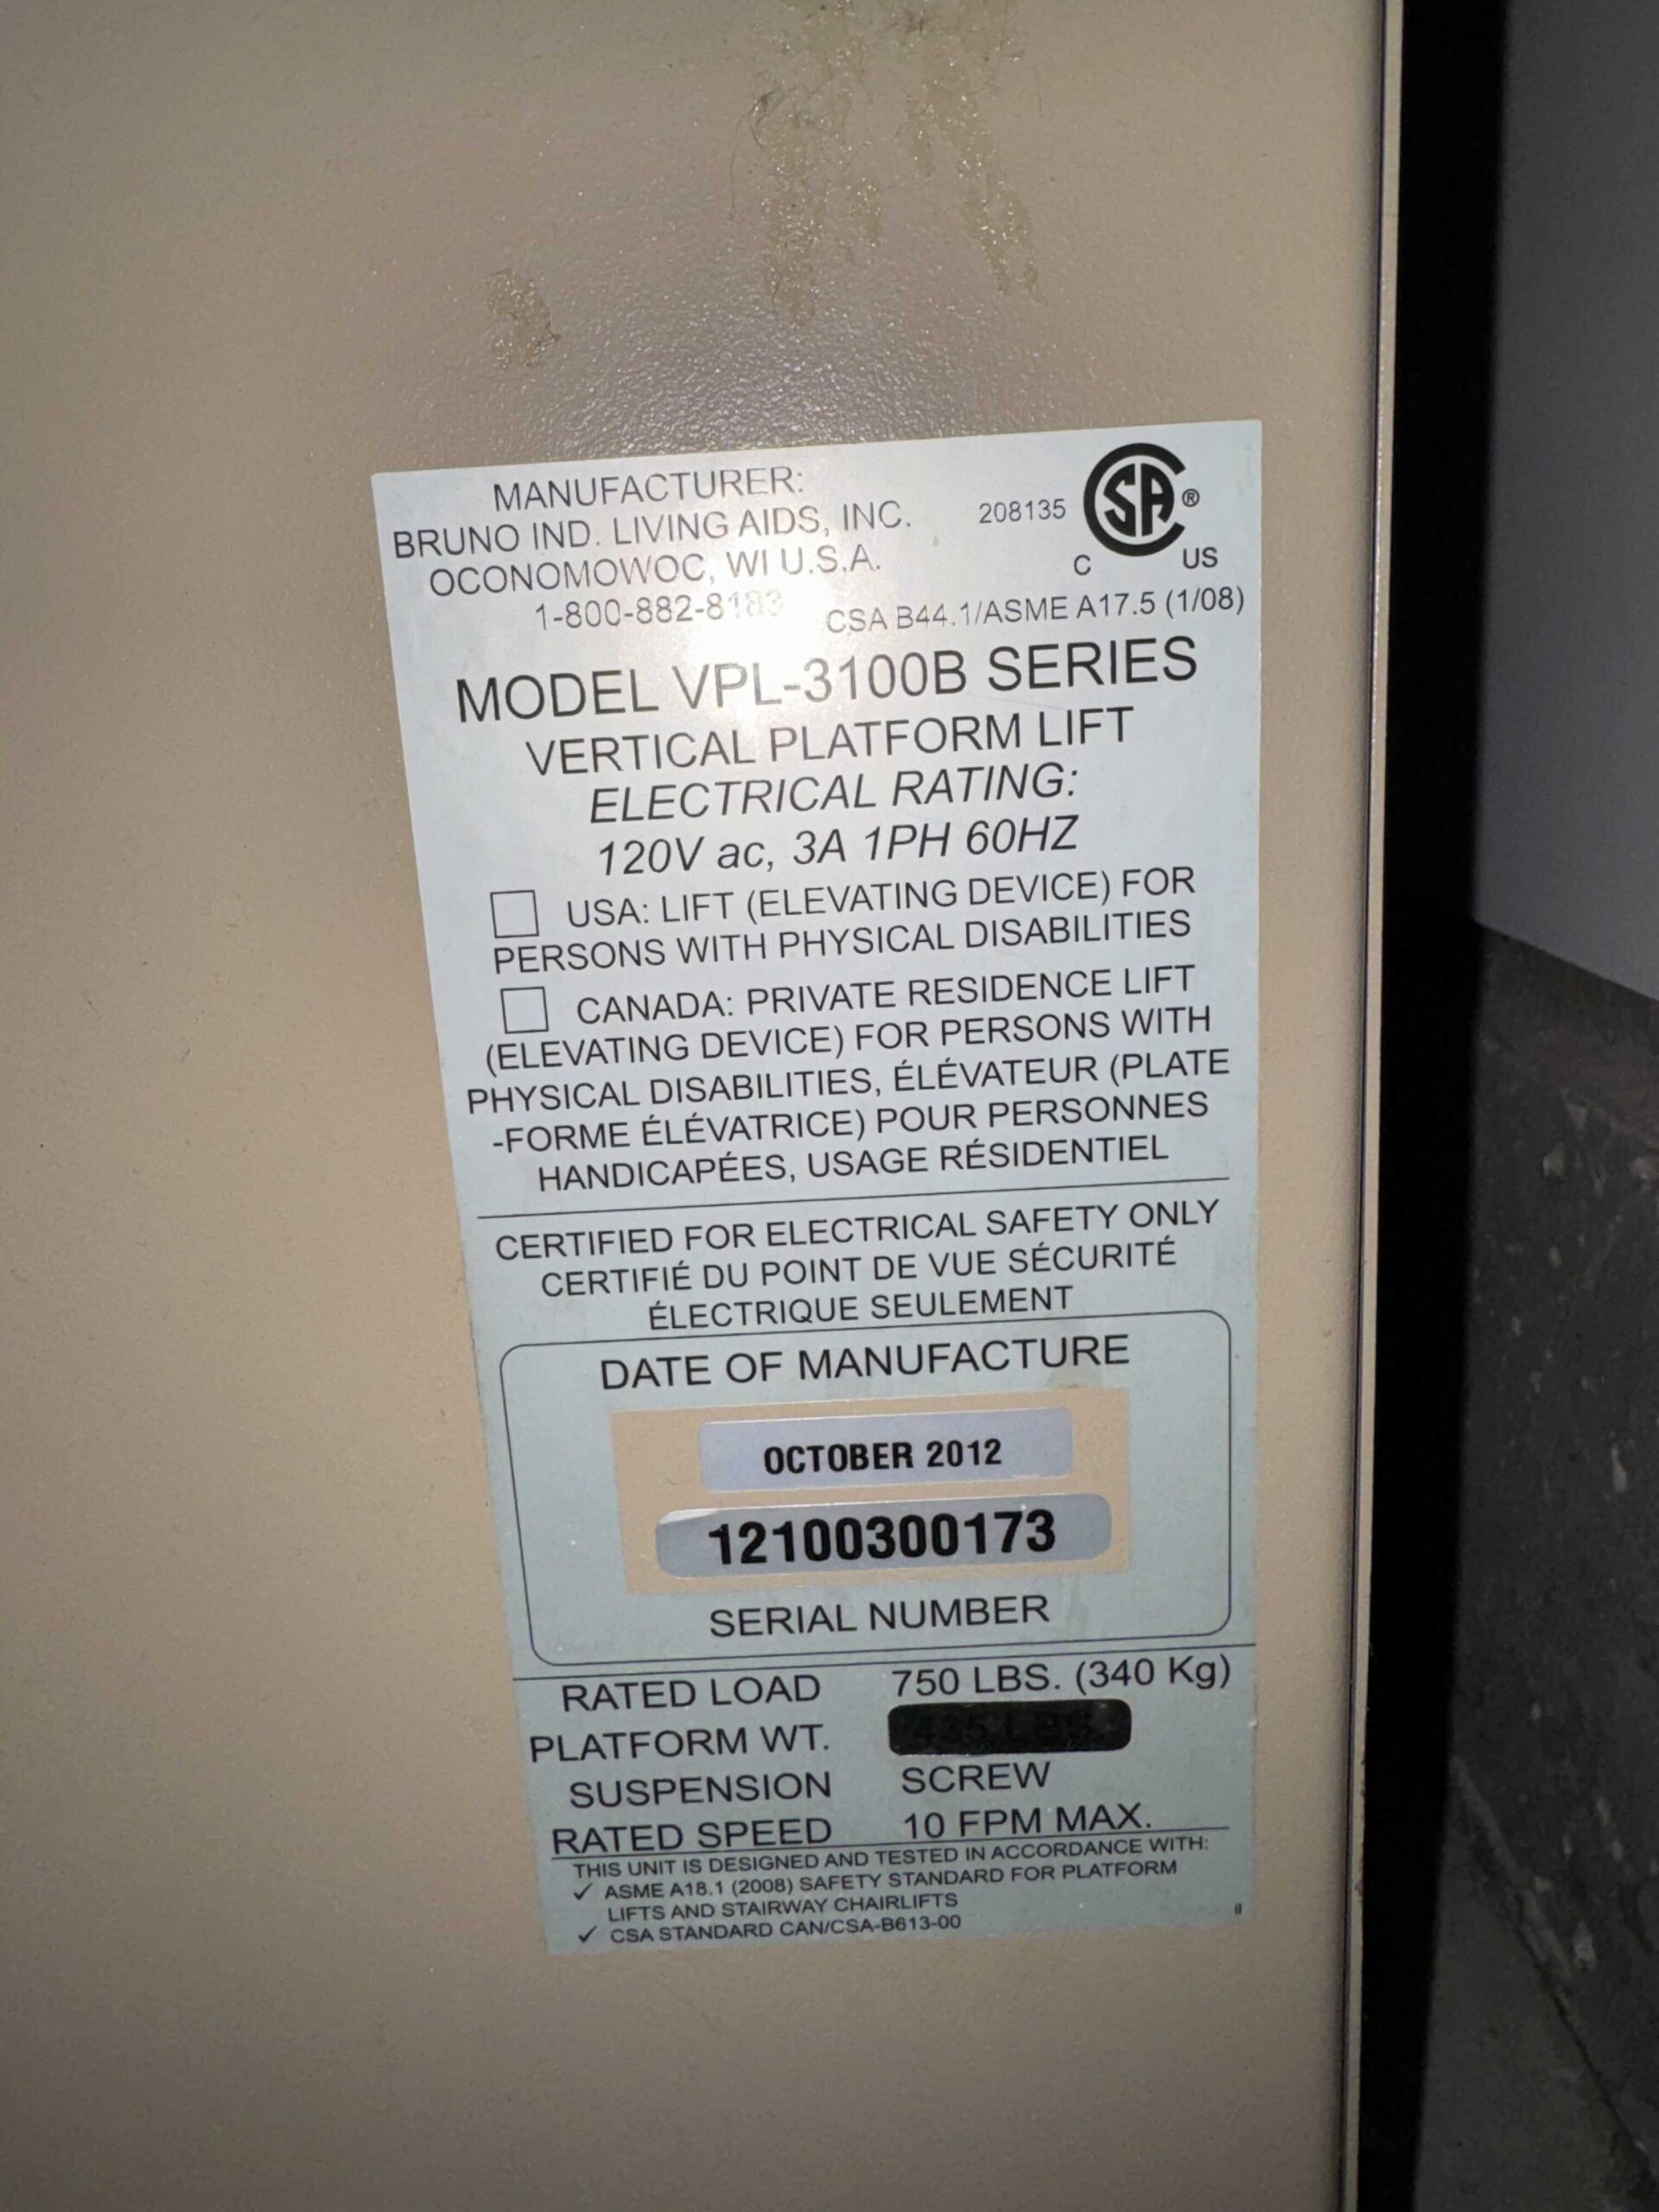 MANUFACTURER:
BRUNO IND. LIVING AIDS, INC.
OCONOMOWOC, WI U.S.A.
1-800-882-8183
208135
CSA ®
C US
CSA B44.1/ASME A17.5 (1/08)
MODEL VPL-3100B SERIES
VERTICAL PLATFORM LIFT
ELECTRICAL RATING:
120V ac, 3A 1PH 60HZ
USA: LIFT (ELEVATING DEVICE) FOR
PERSONS WITH PHYSICAL DISABILITIES
CANADA: PRIVATE RESIDENCE LIFT
(ELEVATING DEVICE) FOR PERSONS WITH
PHYSICAL DISABILITIES, ÉLÉVATEUR (PLATE
-FORME ÉLÉVATRICE) POUR PERSONNES
HANDICAPÉES, USAGE RÉSIDENTIEL
CERTIFIED FOR ELECTRICAL SAFETY ONLY
CERTIFIÉ DU POINT DE VUE SÉCURITÉ
ÉLECTRIQUE SEULEMENT
DATE OF MANUFACTURE
OCTOBER 2012
12100300173
SERIAL NUMBER
RATED LOAD 750 LBS. (340 Kg)
PLATFORM WT.
SUSPENSION SCREW
RATED SPEED 10 FPM MAX.
THIS UNIT IS DESIGNED AND TESTED IN ACCORDANCE WITH:
✓ ASME A18.1 (2008) SAFETY STANDARD FOR PLATFORM
LIFTS AND STAIRWAY CHAIRLIFTS
✓ CSA STANDARD CAN/CSA-B613-00